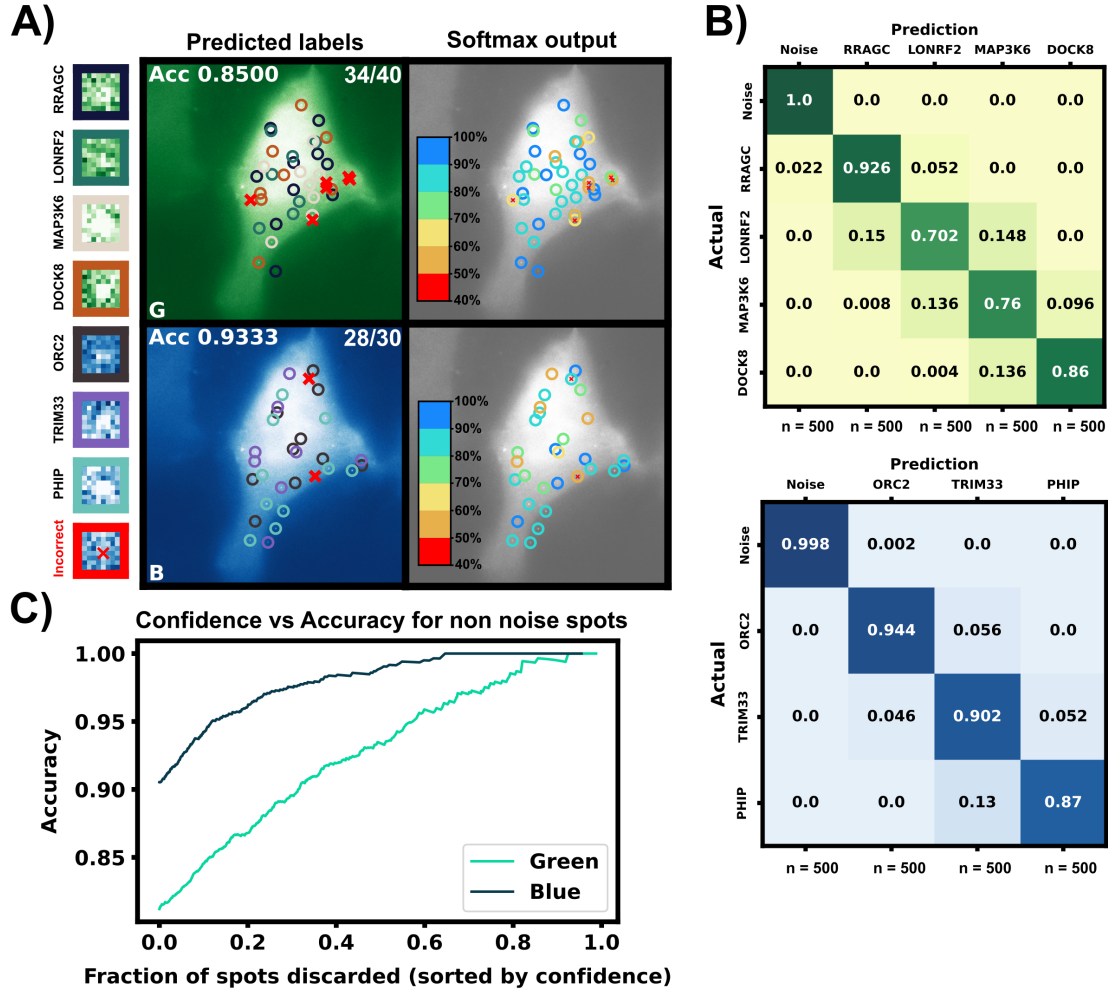 A)
Predicted labels
Softmax output
RRAGC
LONRF2
MAP3K6
DOCK8
ORC2
TRIM33
PHIP
Incorrect
Acc 0.8500
34/40
G
100%
90%
80%
70%
60%
50%
40%
Acc 0.9333
28/30
B
100%
90%
80%
70%
60%
50%
40%
B)
Prediction
Noise RRAGC LONRF2 MAP3K6 DOCK8
Actual
Noise 1.0 0.0 0.0 0.0 0.0
RRAGC 0.022 0.926 0.052 0.0 0.0
LONRF2 0.0 0.15 0.702 0.148 0.0
MAP3K6 0.0 0.008 0.136 0.76 0.096
DOCK8 0.0 0.0 0.004 0.136 0.86
n = 500 n = 500 n = 500 n = 500 n = 500
Prediction
Noise ORC2 TRIM33 PHIP
Actual
Noise 0.998 0.002 0.0 0.0
ORC2 0.0 0.944 0.056 0.0
TRIM33 0.0 0.046 0.902 0.052
PHIP 0.0 0.0 0.13 0.87
n = 500 n = 500 n = 500 n = 500
C)
Confidence vs Accuracy for non noise spots
Accuracy
1.00
0.95
0.90
0.85
Green
Blue
0.0 0.2 0.4 0.6 0.8 1.0
Fraction of spots discarded (sorted by confidence)